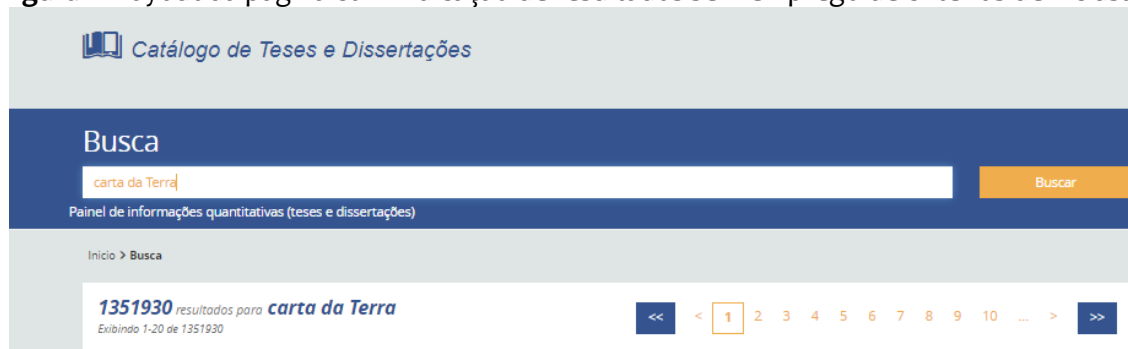 Catálogo de Teses e Dissertações
Busca
carta da Terra
Buscar
Painel de informações quantitativas (teses e dissertações)
Inicio > Busca
1351930 resultados para carta da Terra
Exibindo 1-20 de 1351930
<< < 1 2 3 4 5 6 7 8 9 10 ... > >>